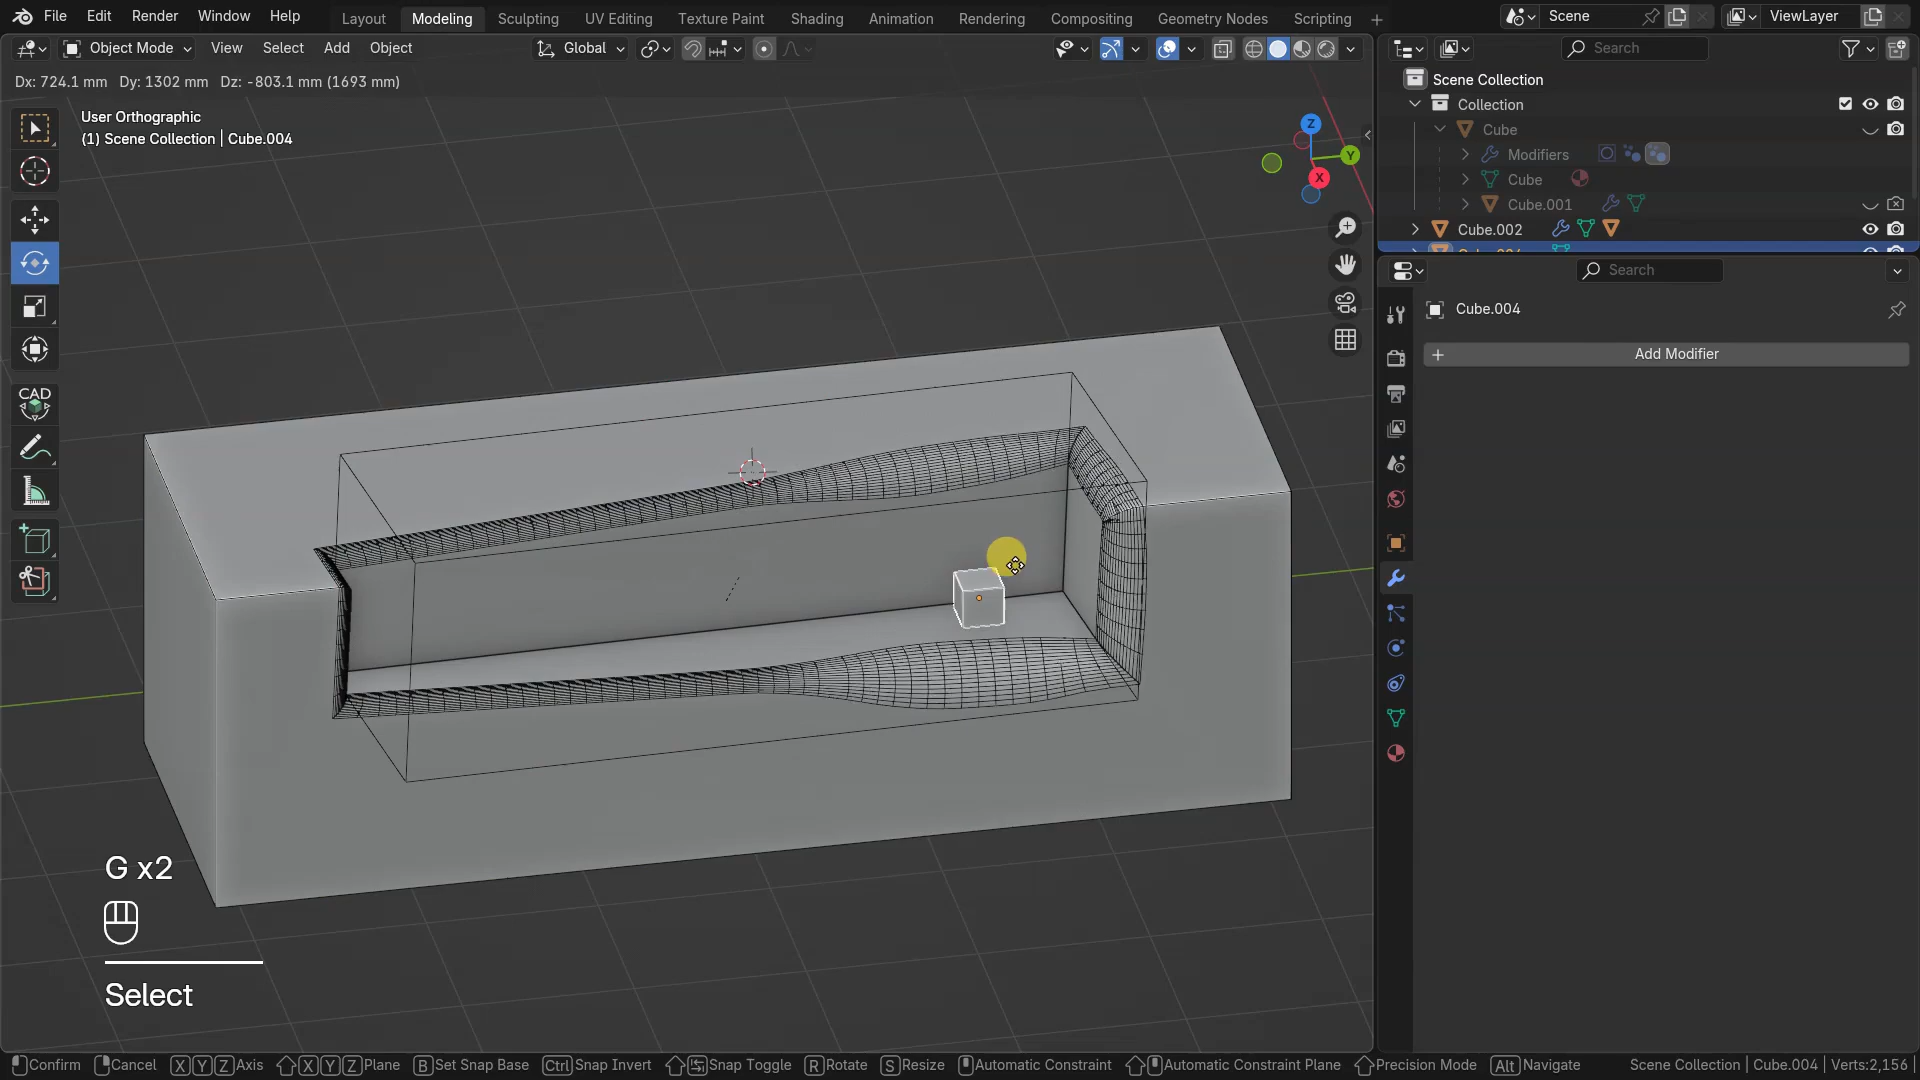 File Edit Render Window Help Layout Modeling Sculpting UV Editing Texture Paint Shading Animation Rendering Compositing Geometry Nodes Scripting + Scene ViewLayer
Object Mode View Select Add Object Global Search
Dx: 724.1 mm Dy: 1302 mm Dz: -803.1 mm (1693 mm)
User Orthographic
(1) Scene Collection | Cube.004
Z
Y
X
CAD
Scene Collection
Collection
Cube
Modifiers
Cube
Cube.001
Cube.002
Search
Cube.004
+ Add Modifier
G x2
Select
Confirm Cancel X Y Z Axis X Y Z Plane B Set Snap Base Ctrl Snap Invert Snap Toggle R Rotate S Resize Automatic Constraint Automatic Constraint Plane Precision Mode Alt Navigate Scene Collection | Cube.004 | Verts:2,156 |